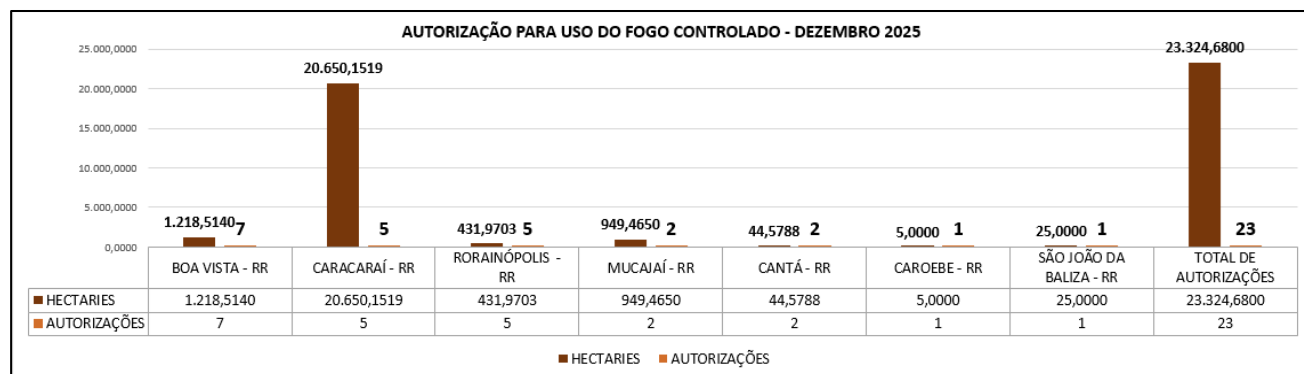 AUTORIZAÇÃO PARA USO DO FOGO CONTROLADO - DEZEMBRO 2025
25.000,0000
20.000,0000
15.000,0000
10.000,0000
5.000,0000
0,0000
1.218,5140 7
20.650,1519 5
431,9703 5
949,4650 2
44,5788 2
5,0000 1
25,0000 1
23.324,6800 23
BOA VISTA - RR CARACARAÍ - RR RORAINÓPOLIS - RR MUCAJAÍ - RR CANTÁ - RR CAROEBE - RR SÃO JOÃO DA BALIZA - RR TOTAL DE AUTORIZAÇÕES
HECTARIES 1.218,5140 20.650,1519 431,9703 949,4650 44,5788 5,0000 25,0000 23.324,6800
AUTORIZAÇÕES 7 5 5 2 2 1 1 23
HECTARIES AUTORIZAÇÕES